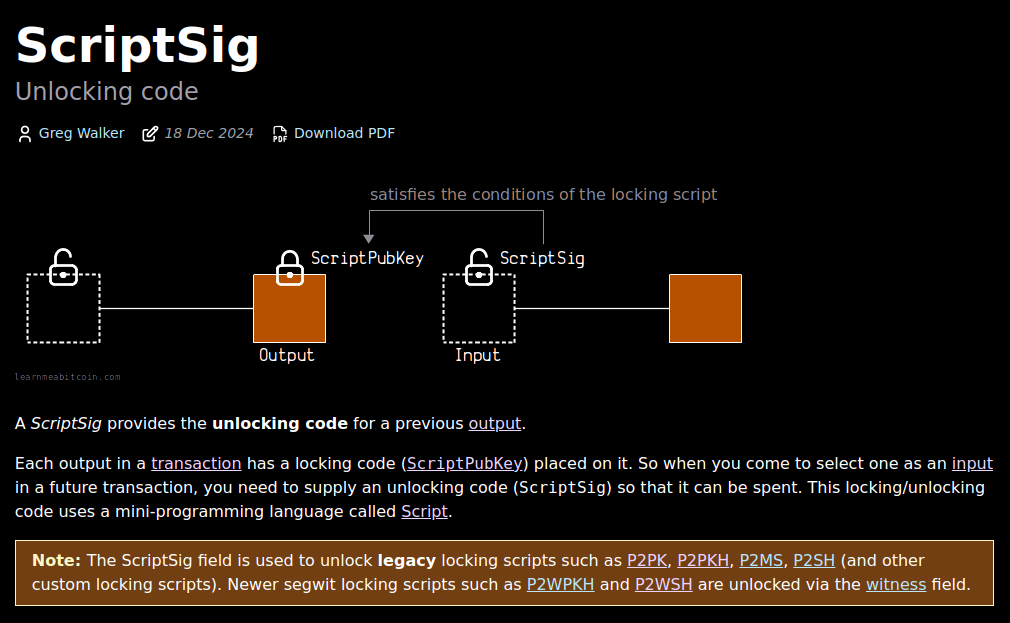 ScriptSig
Unlocking code
Greg Walker 18 Dec 2024 PDF Download PDF
satisfies the conditions of the locking script
ScriptPubKey ScriptSig
Output Input
learnmeabitcoin.com
A ScriptSig provides the unlocking code for a previous output.
Each output in a transaction has a locking code (ScriptPubKey) placed on it. So when you come to select one as an input
in a future transaction, you need to supply an unlocking code (ScriptSig) so that it can be spent. This locking/unlocking
code uses a mini-programming language called Script.
Note: The ScriptSig field is used to unlock legacy locking scripts such as P2PK, P2PKH, P2MS, P2SH (and other
custom locking scripts). Newer segwit locking scripts such as P2WPKH and P2WSH are unlocked via the witness field.